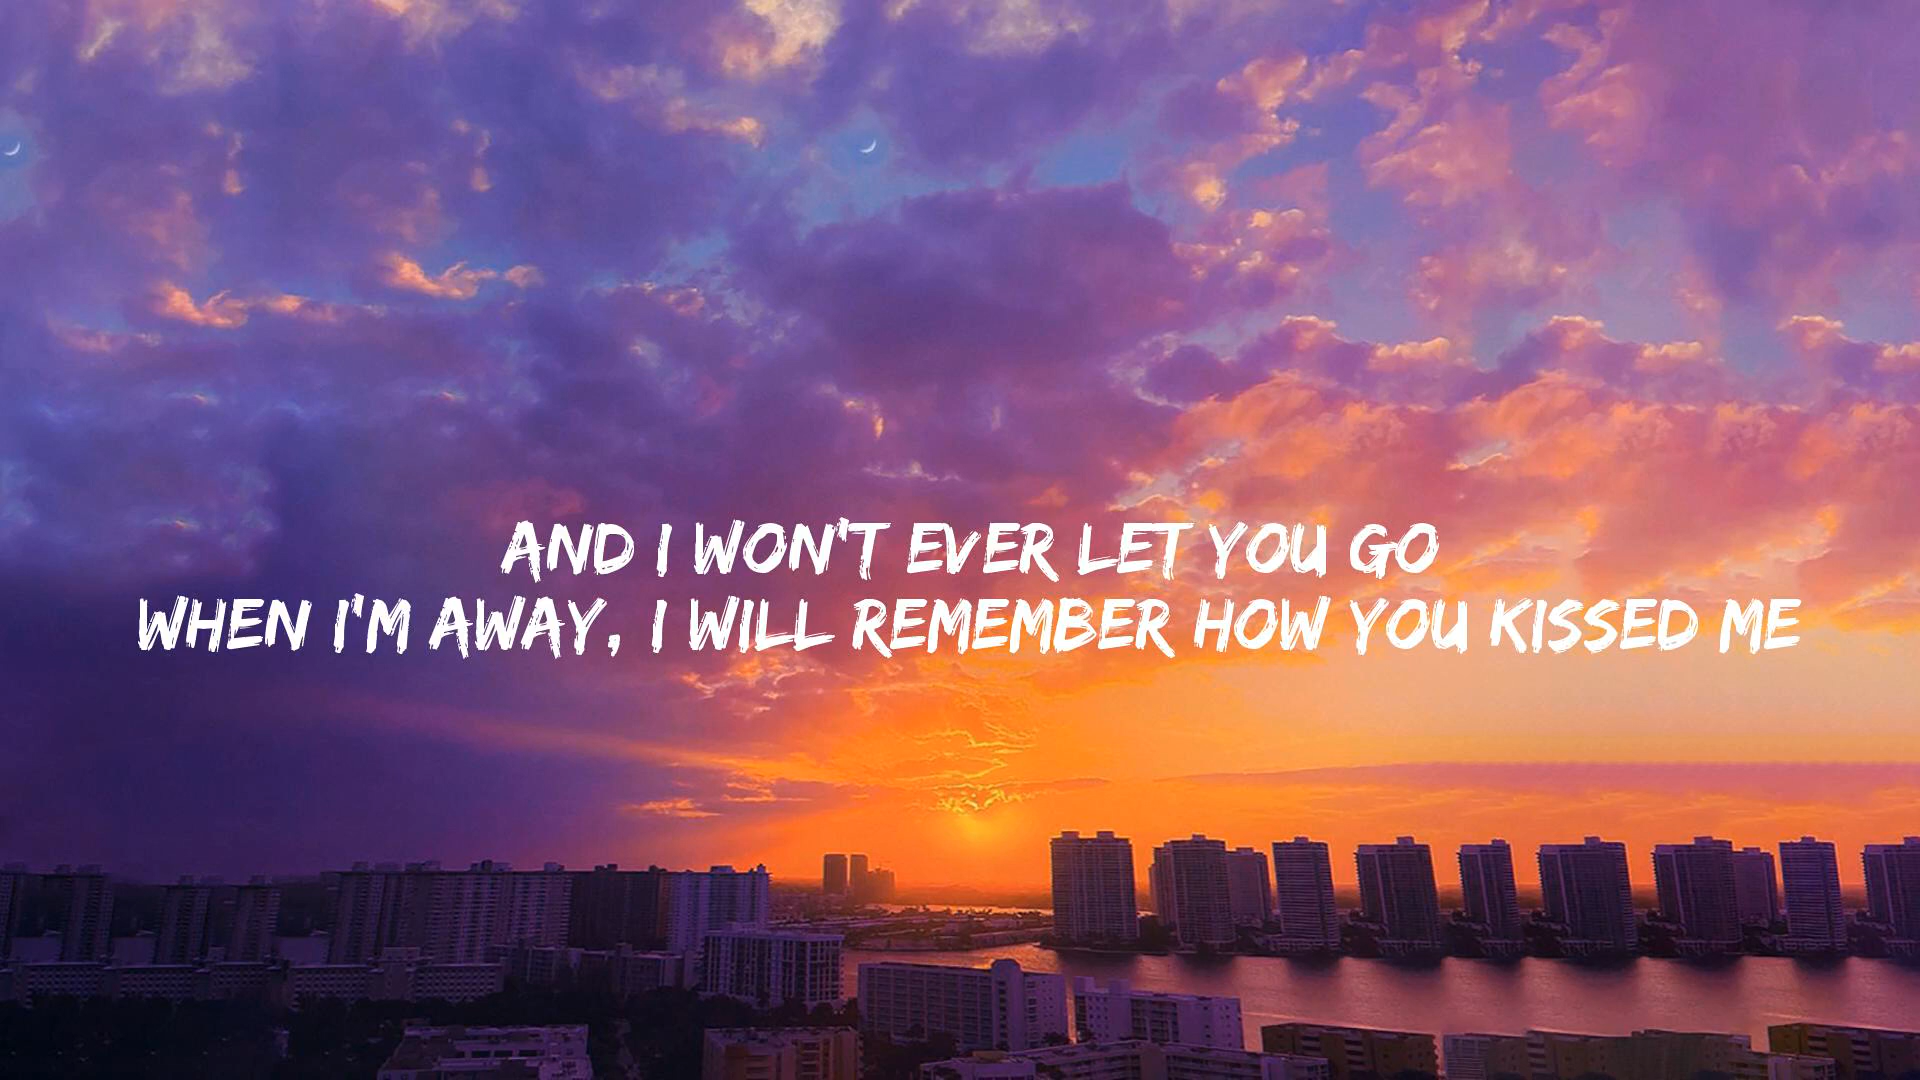 AND I WON'T EVER LET YOU GO
WHEN I'M AWAY, I WILL REMEMBER HOW YOU KISSED ME